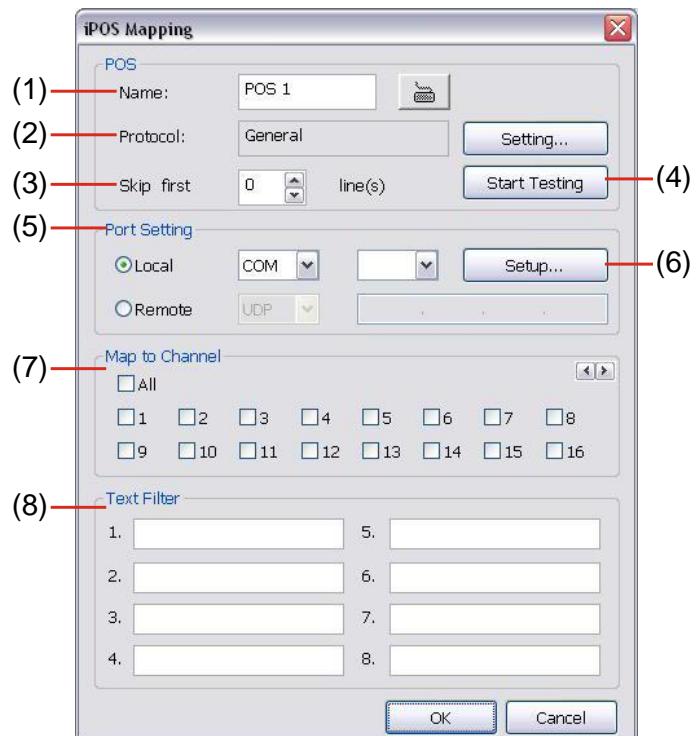 iPOS Mapping
POS
(1) Name: POS 1
(2) Protocol: General Setting...
(3) Skip first 0 line(s) Start Testing (4)
(5) Port Setting
Local COM Setup... (6)
Remote UDP . . .
(7) Map to Channel
All
1 2 3 4 5 6 7 8
9 10 11 12 13 14 15 16
(8) Text Filter
1. 5.
2. 6.
3. 7.
4. 8.
OK Cancel